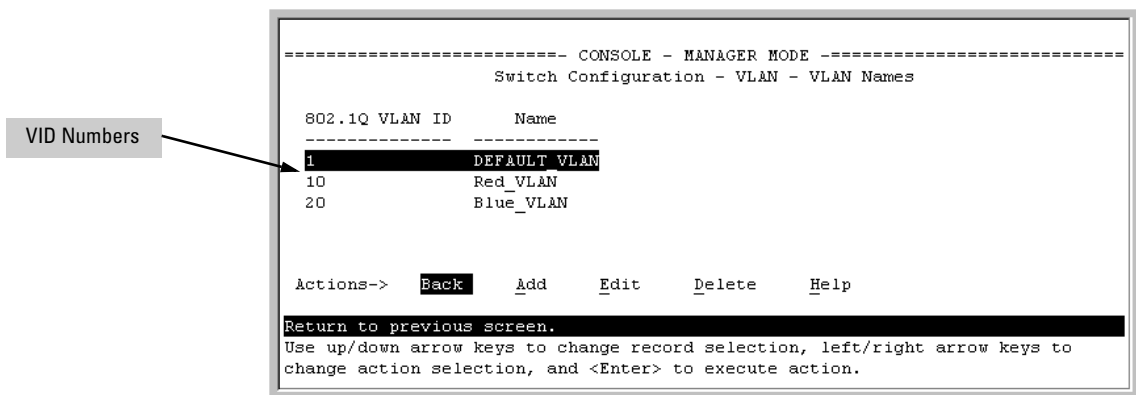 ===========================- CONSOLE - MANAGER MODE -============================
Switch Configuration - VLAN - VLAN Names
VID Numbers
802.1Q VLAN ID Name
-------------- ------------
1 DEFAULT_VLAN
10 Red_VLAN
20 Blue_VLAN
Actions-> Back Add Edit Delete Help
Return to previous screen.
Use up/down arrow keys to change record selection, left/right arrow keys to
change action selection, and <Enter> to execute action.